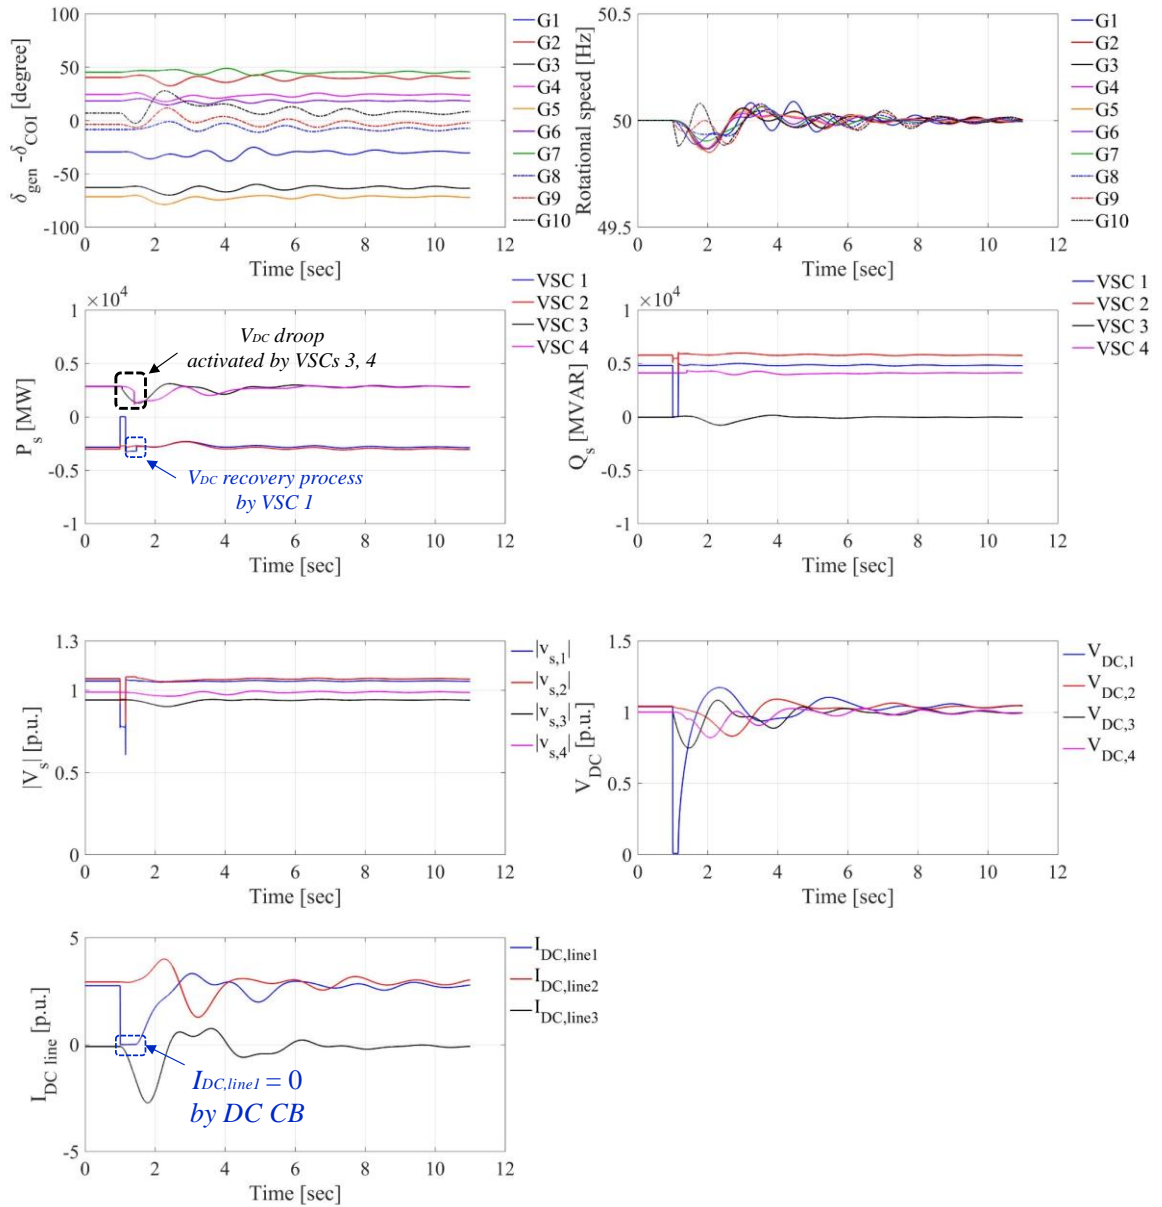 100
50
0
-50
-100
δgen -δCOI [degree]
0 2 4 6 8 10 12
Time [sec]
G1
G2
G3
G4
G5
G6
G7
G8
G9
G10
50.5
50
49.5
Rotational speed [Hz]
0 2 4 6 8 10 12
Time [sec]
G1
G2
G3
G4
G5
G6
G7
G8
G9
G10
×10^4
1
0.5
0
-0.5
-1
Ps [MW]
VDC droop
activated by VSCs 3, 4
VDC recovery process
by VSC 1
0 2 4 6 8 10 12
Time [sec]
VSC 1
VSC 2
VSC 3
VSC 4
×10^4
1
0.5
0
-0.5
-1
Qs [MVAR]
0 2 4 6 8 10 12
Time [sec]
VSC 1
VSC 2
VSC 3
VSC 4
1.3
1
0.5
0
|Vs| [p.u.]
0 2 4 6 8 10 12
Time [sec]
|vs,1|
|vs,2|
|vs,3|
|vs,4|
1.5
1
0.5
0
VDC [p.u.]
0 2 4 6 8 10 12
Time [sec]
VDC,1
VDC,2
VDC,3
VDC,4
5
0
-5
IDC line [p.u.]
IDC,line1 = 0
by DC CB
0 2 4 6 8 10 12
Time [sec]
IDC,line1
IDC,line2
IDC,line3